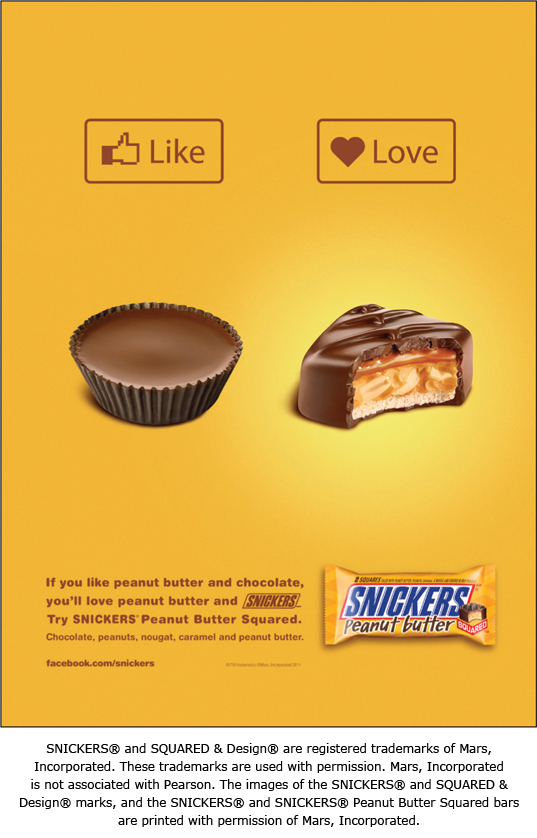 Like
Love
If you like peanut butter and chocolate,
you'll love peanut butter and SNICKERS
Try SNICKERS® Peanut Butter Squared.
Chocolate, peanuts, nougat, caramel and peanut butter.
facebook.com/snickers
2 SQUARES
SNICKERS
Peanut butter
SQUARED
SNICKERS® and SQUARED & Design® are registered trademarks of Mars,
Incorporated. These trademarks are used with permission. Mars, Incorporated
is not associated with Pearson. The images of the SNICKERS® and SQUARED &
Design® marks, and the SNICKERS® and SNICKERS® Peanut Butter Squared bars
are printed with permission of Mars, Incorporated.